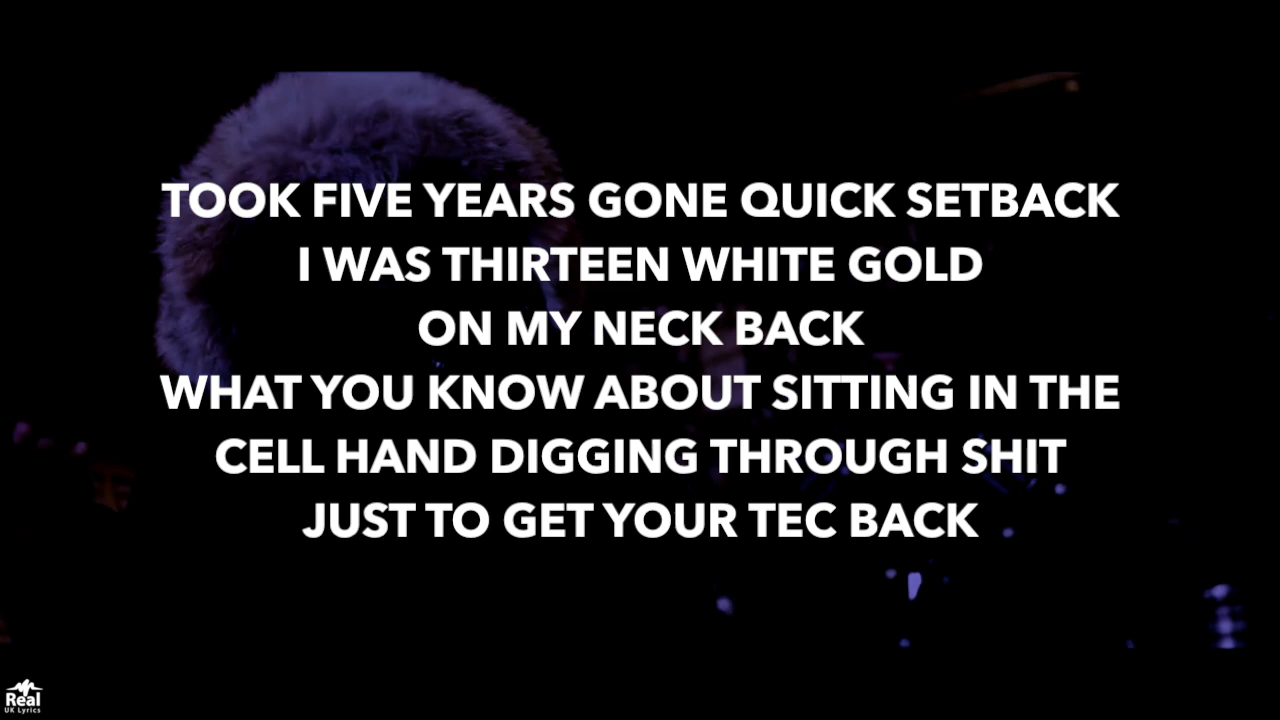 TOOK FIVE YEARS GONE QUICK SETBACK
I WAS THIRTEEN WHITE GOLD
ON MY NECK BACK
WHAT YOU KNOW ABOUT SITTING IN THE
CELL HAND DIGGING THROUGH SHIT
JUST TO GET YOUR TEC BACK
Real
UK Lyrics